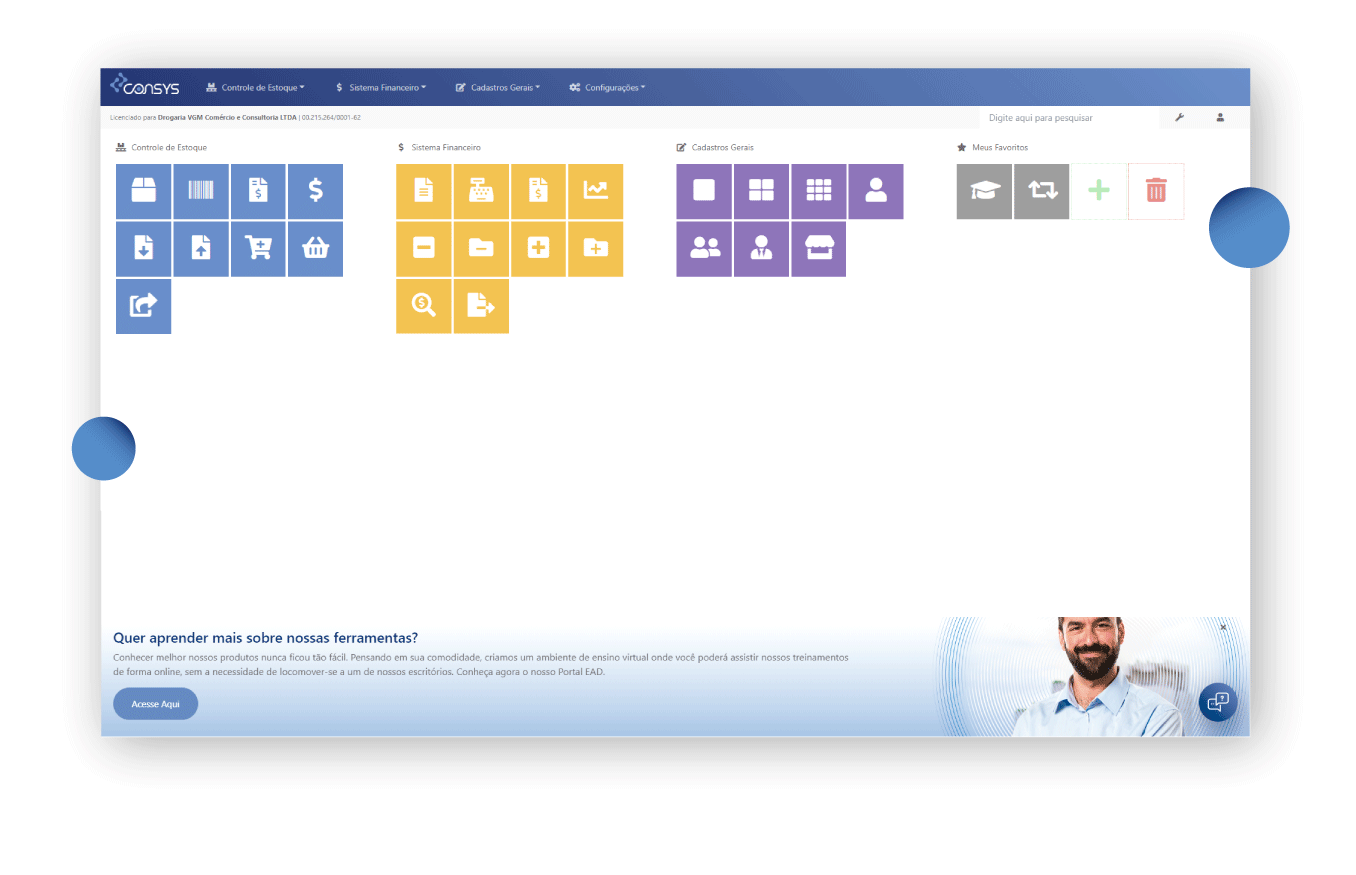 consys
Controle de Estoque
Sistema Financeiro
Cadastros Gerais
Configurações
Licenciado para Drogaria VGM Comércio e Consultoria LTDA | 00.215.264/0001-62
Digite aqui para pesquisar
Controle de Estoque
Sistema Financeiro
Cadastros Gerais
Meus Favoritos
Quer aprender mais sobre nossas ferramentas?
Conhecer melhor nossos produtos nunca ficou tão fácil. Pensando em sua comodidade, criamos um ambiente de ensino virtual onde você poderá assistir nossos treinamentos
de forma online, sem a necessidade de locomover-se a um de nossos escritórios. Conheça agora o nosso Portal EAD.
Acesse Aqui